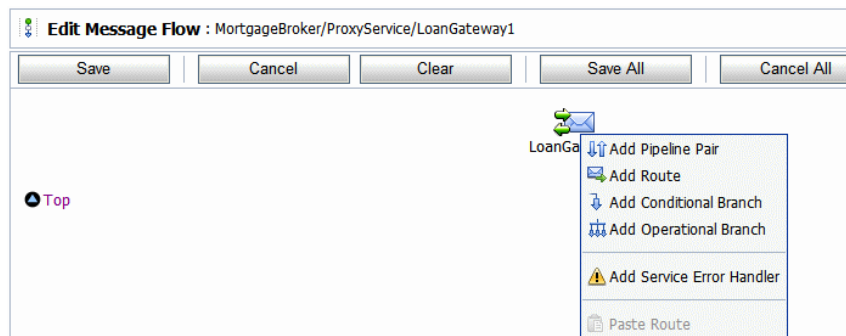 Edit Message Flow : MortgageBroker/ProxyService/LoanGateway1
Save Cancel Clear Save All Cancel All
LoanGa
Add Pipeline Pair
Add Route
Top
Add Conditional Branch
Add Operational Branch
Add Service Error Handler
Paste Route